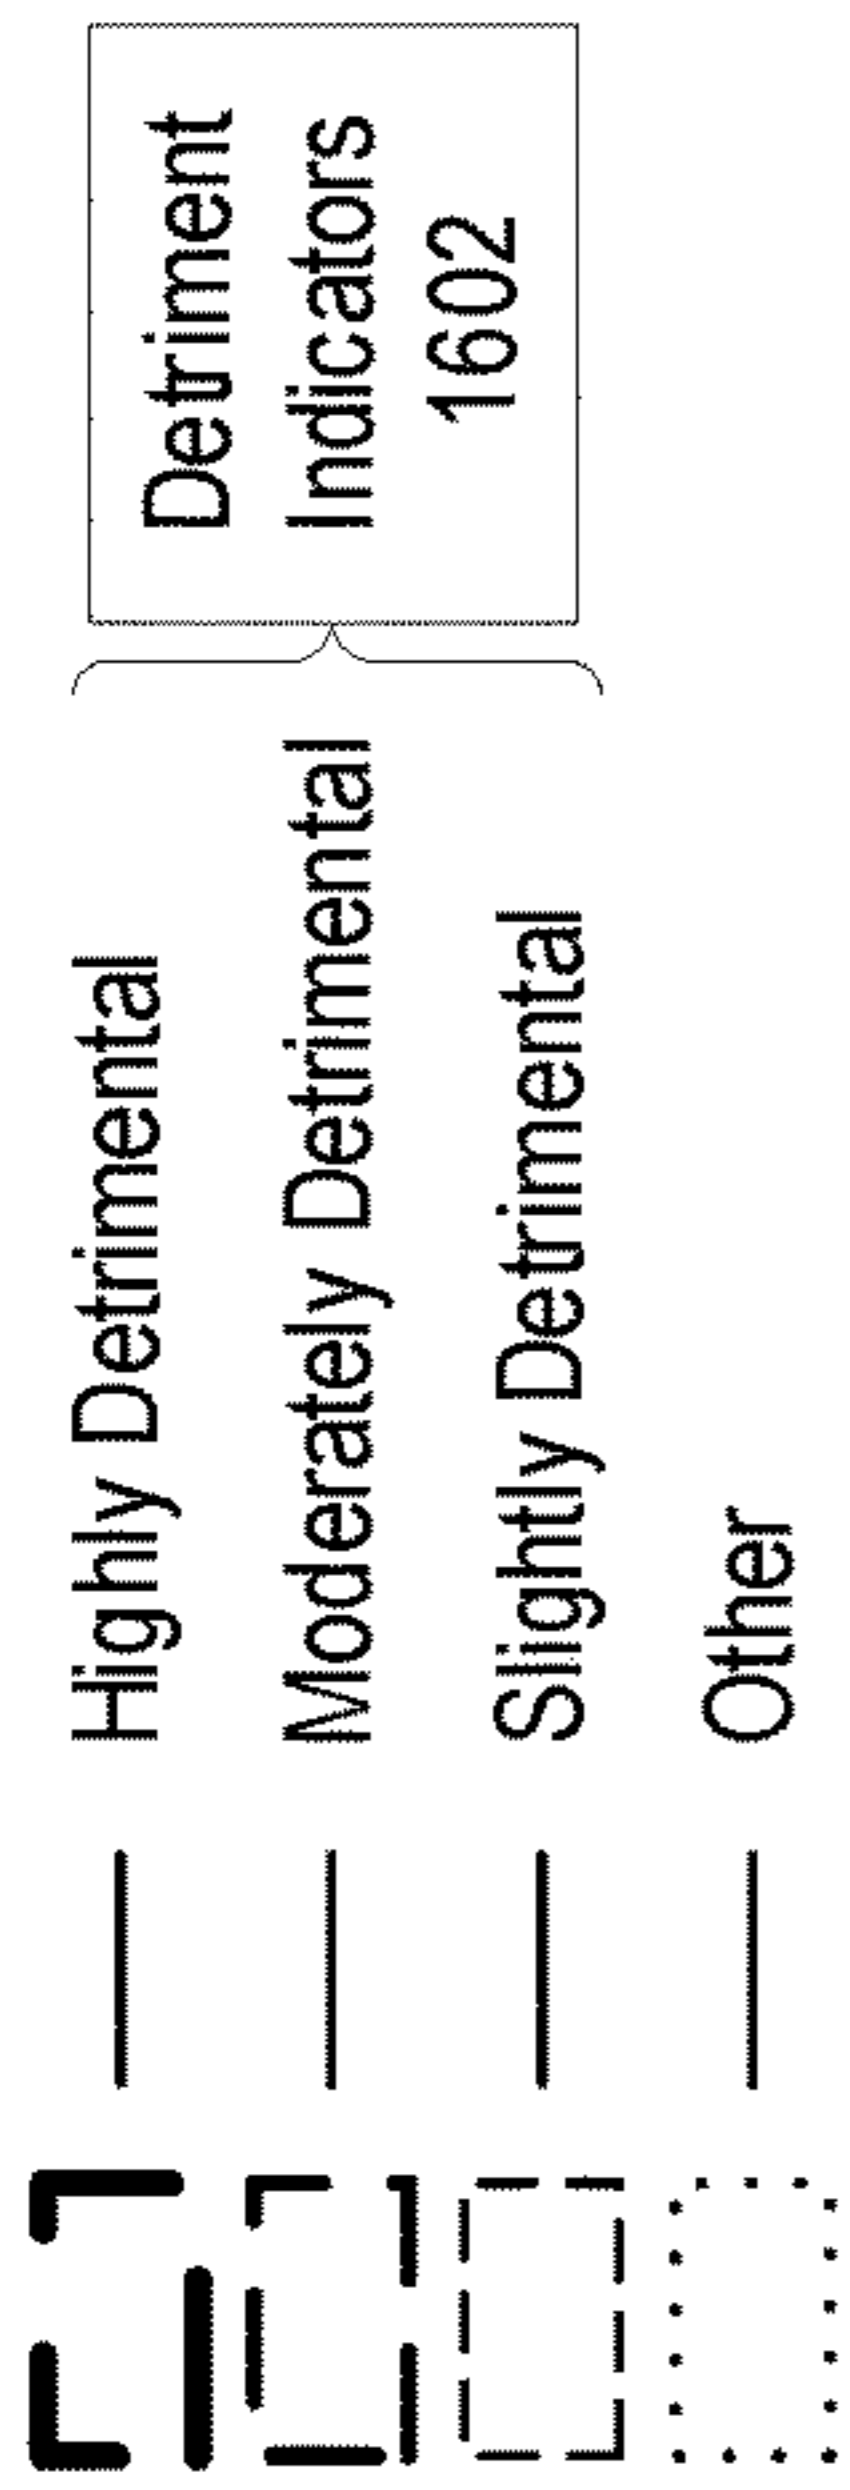 Highly Detrimental
Moderately Detrimental
Slightly Detrimental
Other
Detriment
Indicators
1602